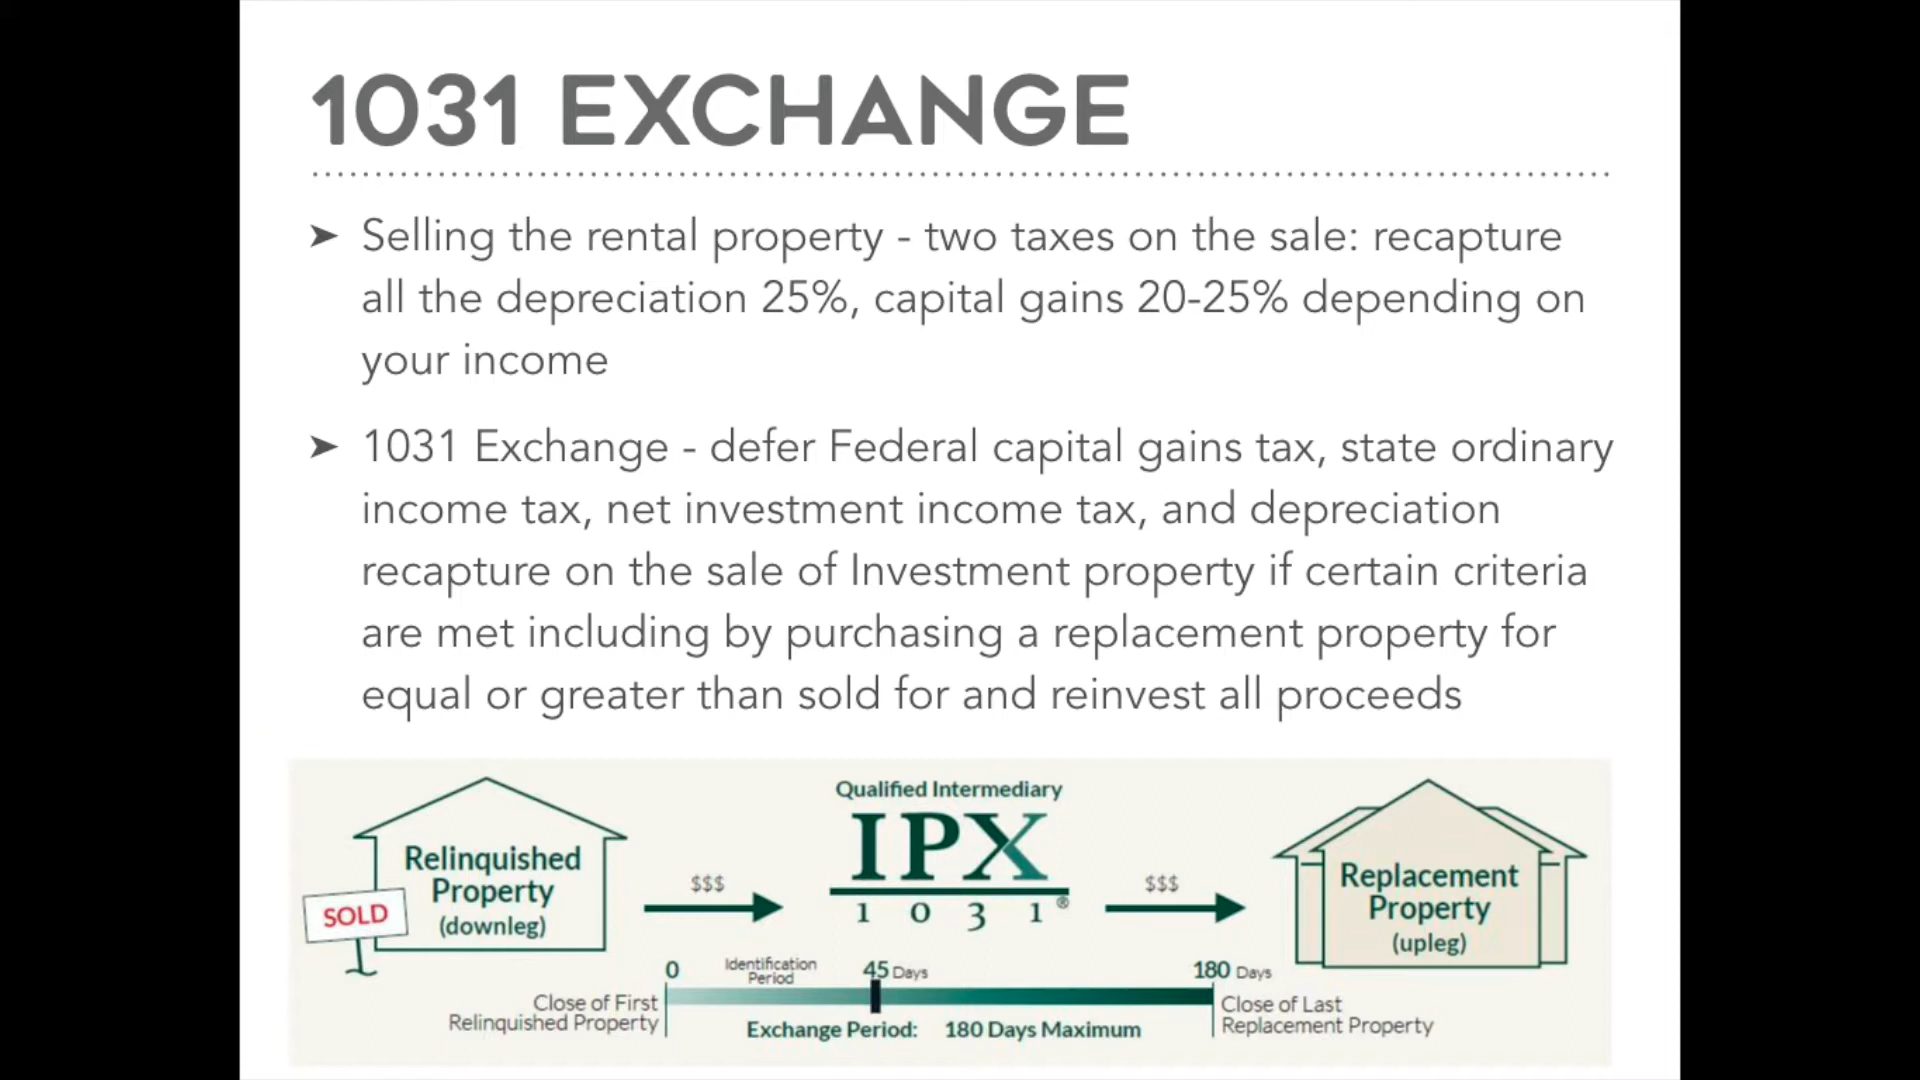 1031 EXCHANGE
➤ Selling the rental property - two taxes on the sale: recapture
all the depreciation 25%, capital gains 20-25% depending on
your income
➤ 1031 Exchange - defer Federal capital gains tax, state ordinary
income tax, net investment income tax, and depreciation
recapture on the sale of Investment property if certain criteria
are met including by purchasing a replacement property for
equal or greater than sold for and reinvest all proceeds
SOLD
Relinquished
Property
(downleg)
$$$
Qualified Intermediary
IPX
1031®
$$$
Replacement
Property
(upleg)
0
Identification
Period
45 Days
180 Days
Close of First
Relinquished Property
Exchange Period: 180 Days Maximum
Close of Last
Replacement Property